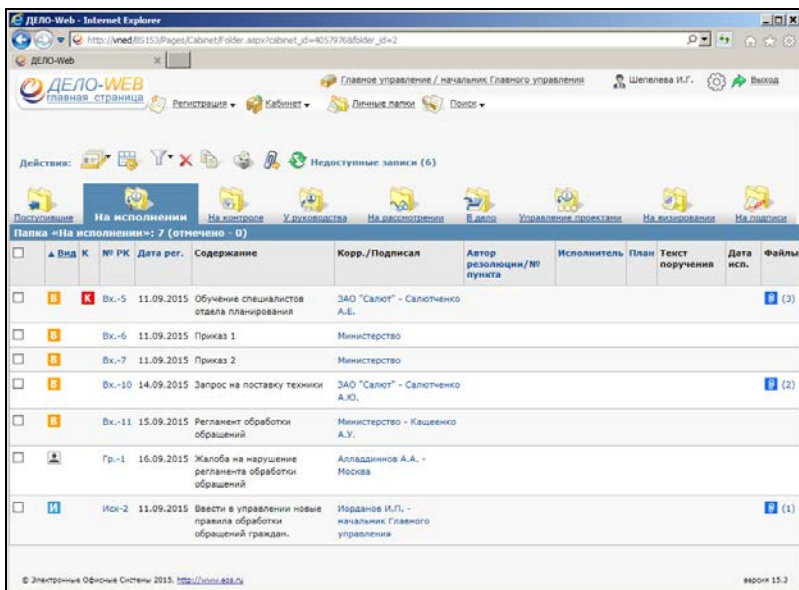 ДЕЛО-Web - Internet Explorer
http://vned/BS153/Pages/Cabinet/Folder.aspx?cabinet_id=4057976&folder_id=2
ДЕЛО-Web
ДЕЛО-WEB
главная страница
Главное управление / начальник Главного управления
Шепелева И.Г.
Выход
Регистрация
Кабинет
Личные папки
Поиск
Действия:
Недоступные записи (6)
Поступившие На исполнении На контроле У руководства На рассмотрении В дело Управление проектами На визировании На подписи
Папка «На исполнении»: 7 (отмечено - 0)
Вид К № РК Дата рег. Содержание Корр./Подписал Автор резолюции/№ пункта Исполнитель План Текст поручения Дата исп. Файлы
В К Вх.-5 11.09.2015 Обучение специалистов ЗАО "Салют" - Салютченко (3)
отдела планирования А.Е.
В Вх.-6 11.09.2015 Приказ 1 Министерство
В Вх.-7 11.09.2015 Приказ 2 Министерство
В Вх.-10 14.09.2015 Запрос на поставку техники ЗАО "Салют" - Салютченко (2)
А.Ю.
В Вх.-11 15.09.2015 Регламент обработки Министерство - Кащеенко
обращений А.У.
Гр.-1 16.09.2015 Жалоба на нарушение Алладдиннов А.А. -
регламента обработки Москва
обращений
И Исх-2 11.09.2015 Ввести в управлении новые Иорданов И.П. - (1)
правила обработки начальник Главного
обращений граждан. управления
© Электронные Офисные Системы 2015. http://www.eos.ru
версия 15.3